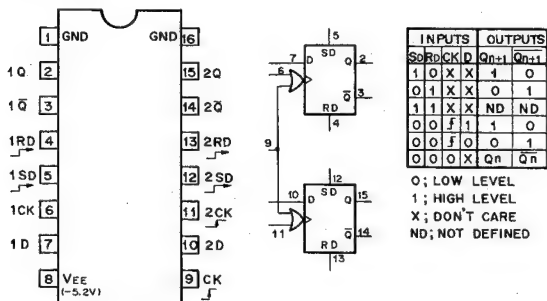 1 GND GND 16
1Q 2 15 2Q
1Q̅ 3 14 2Q̅
1RD 4 13 2RD
1SD 5 12 2SD
1CK 6 11 2CK
1D 7 10 2D
8 VEE 9 CK
(-5.2V)
5
7 D SD Q 2
6
Q̅ 3
RD
4
9
12
10 D SD Q 15
11
Q̅ 14
RD
13
INPUTS OUTPUTS
SD RD CK D Qn+1 Q̅n+1
1 0 X X 1 0
0 1 X X 0 1
1 1 X X ND ND
0 0 ⨍ 1 1 0
0 0 ⨍ 0 0 1
0 0 0 X Qn Q̅n
0; LOW LEVEL
1; HIGH LEVEL
X; DON'T CARE
ND; NOT DEFINED